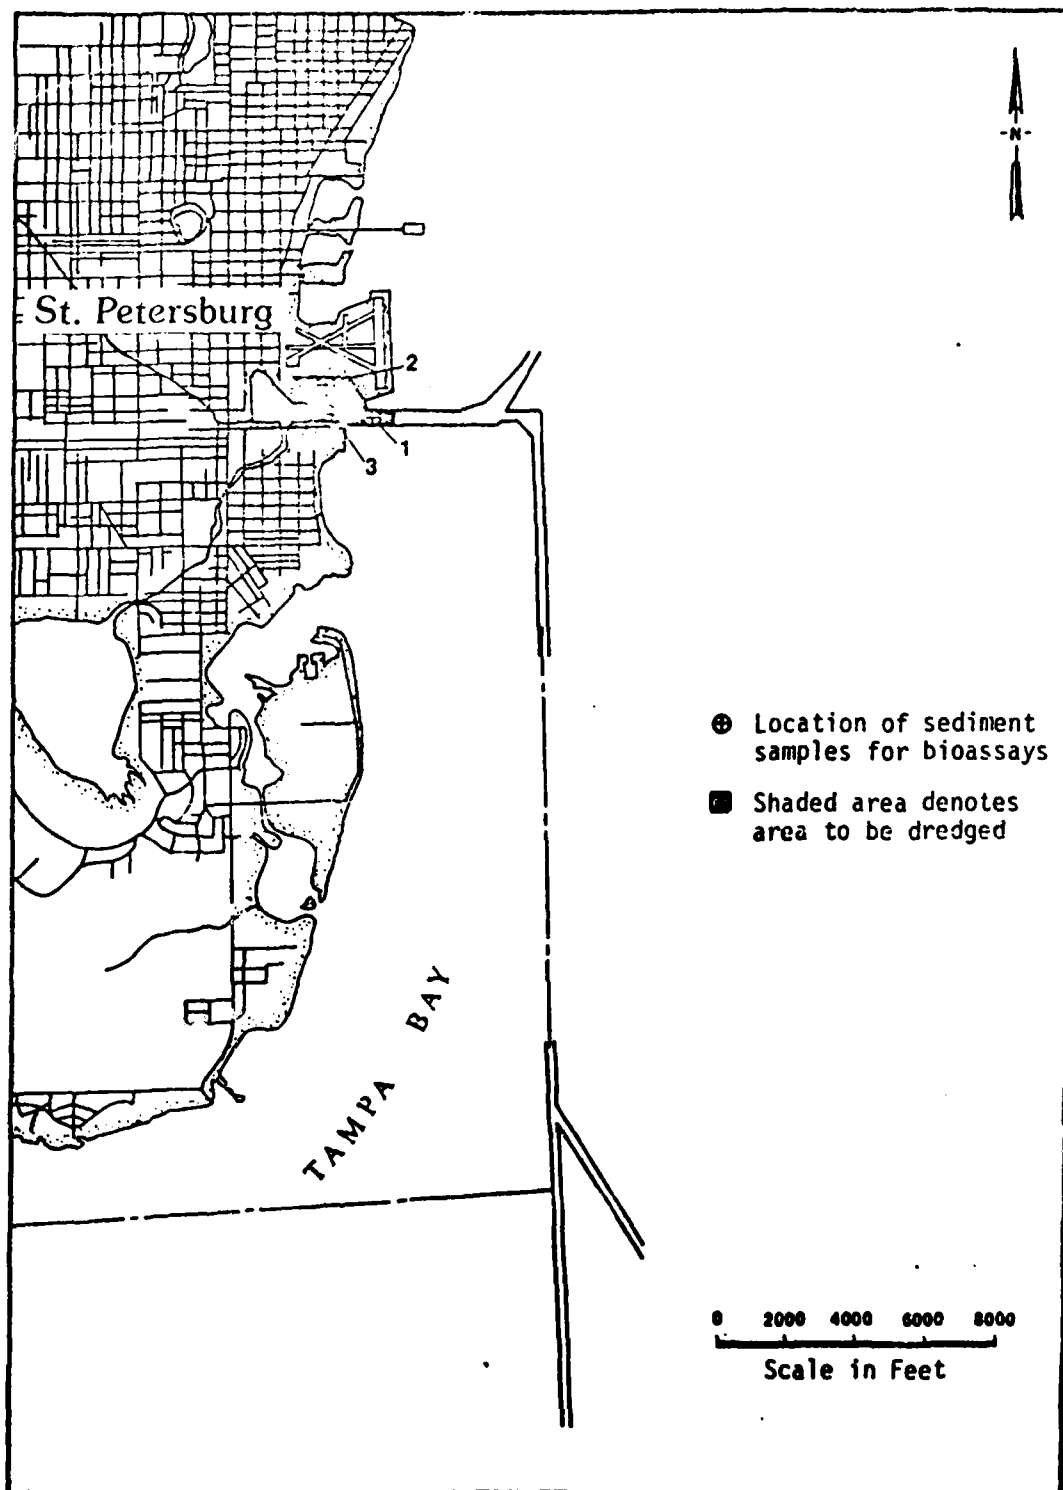 -N-
St. Petersburg
2
1
3
Location of sediment
samples for bioassays
Shaded area denotes
area to be dredged
TAMPA BAY
0 2000 4000 6000 8000
Scale in Feet